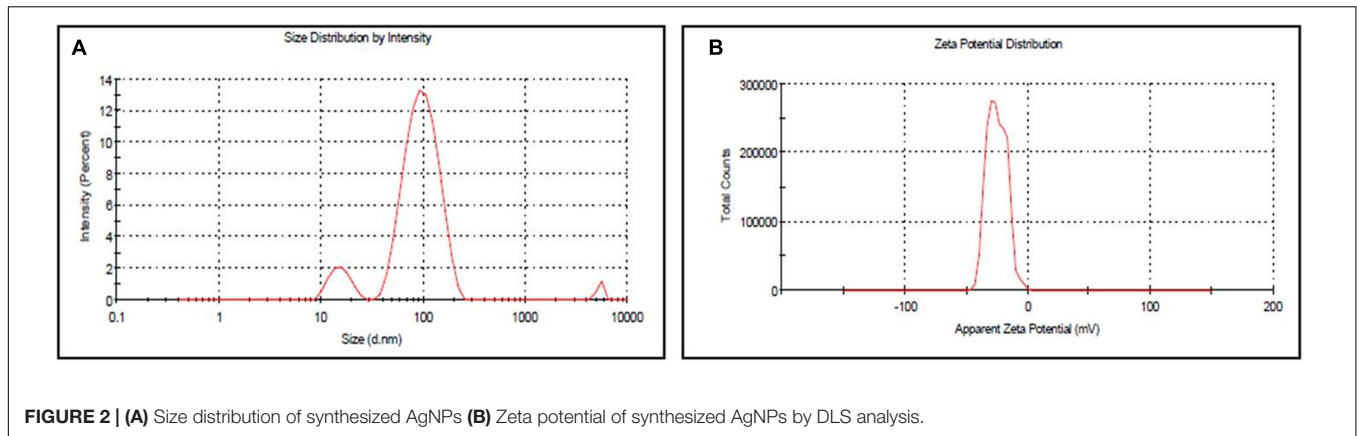 A
Size Distribution by Intensity
Intensity (Percent)
14
12
10
8
6
4
2
0
0.1 1 10 100 1000 10000
Size (d.nm)
B
Zeta Potential Distribution
Total Counts
300000
200000
100000
0
-100 0 100 200
Apparent Zeta Potential (mV)
FIGURE 2 | (A) Size distribution of synthesized AgNPs (B) Zeta potential of synthesized AgNPs by DLS analysis.